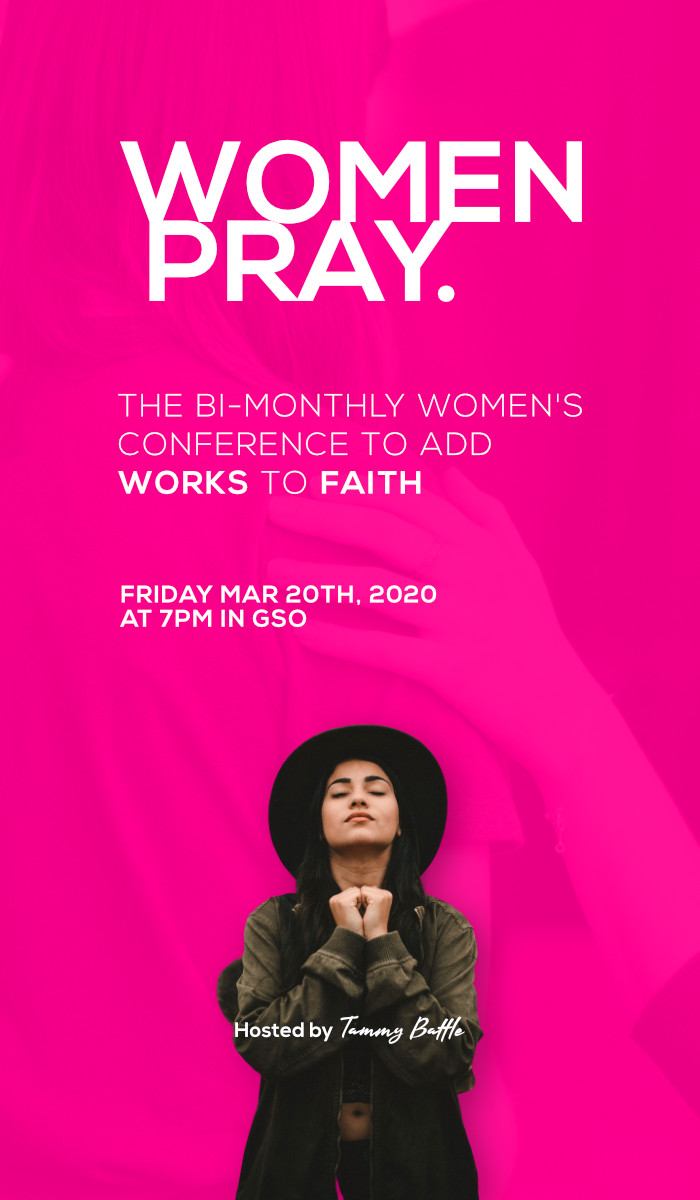 WOMEN
PRAY.
THE BI-MONTHLY WOMEN'S
CONFERENCE TO ADD
WORKS TO FAITH
FRIDAY MAR 20TH, 2020
AT 7PM IN GSO
Hosted by Tammy Battle